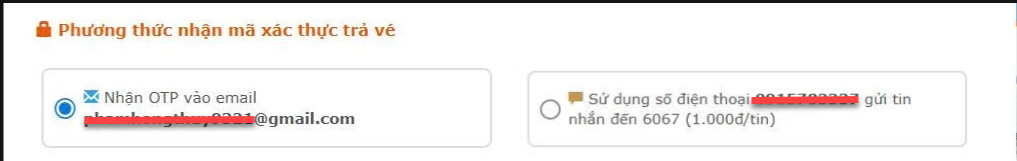 Phương thức nhận mã xác thực trả vé
Nhận OTP vào email
@gmail.com
Sử dụng số điện thoại gửi tin
nhắn đến 6067 (1.000đ/tin)